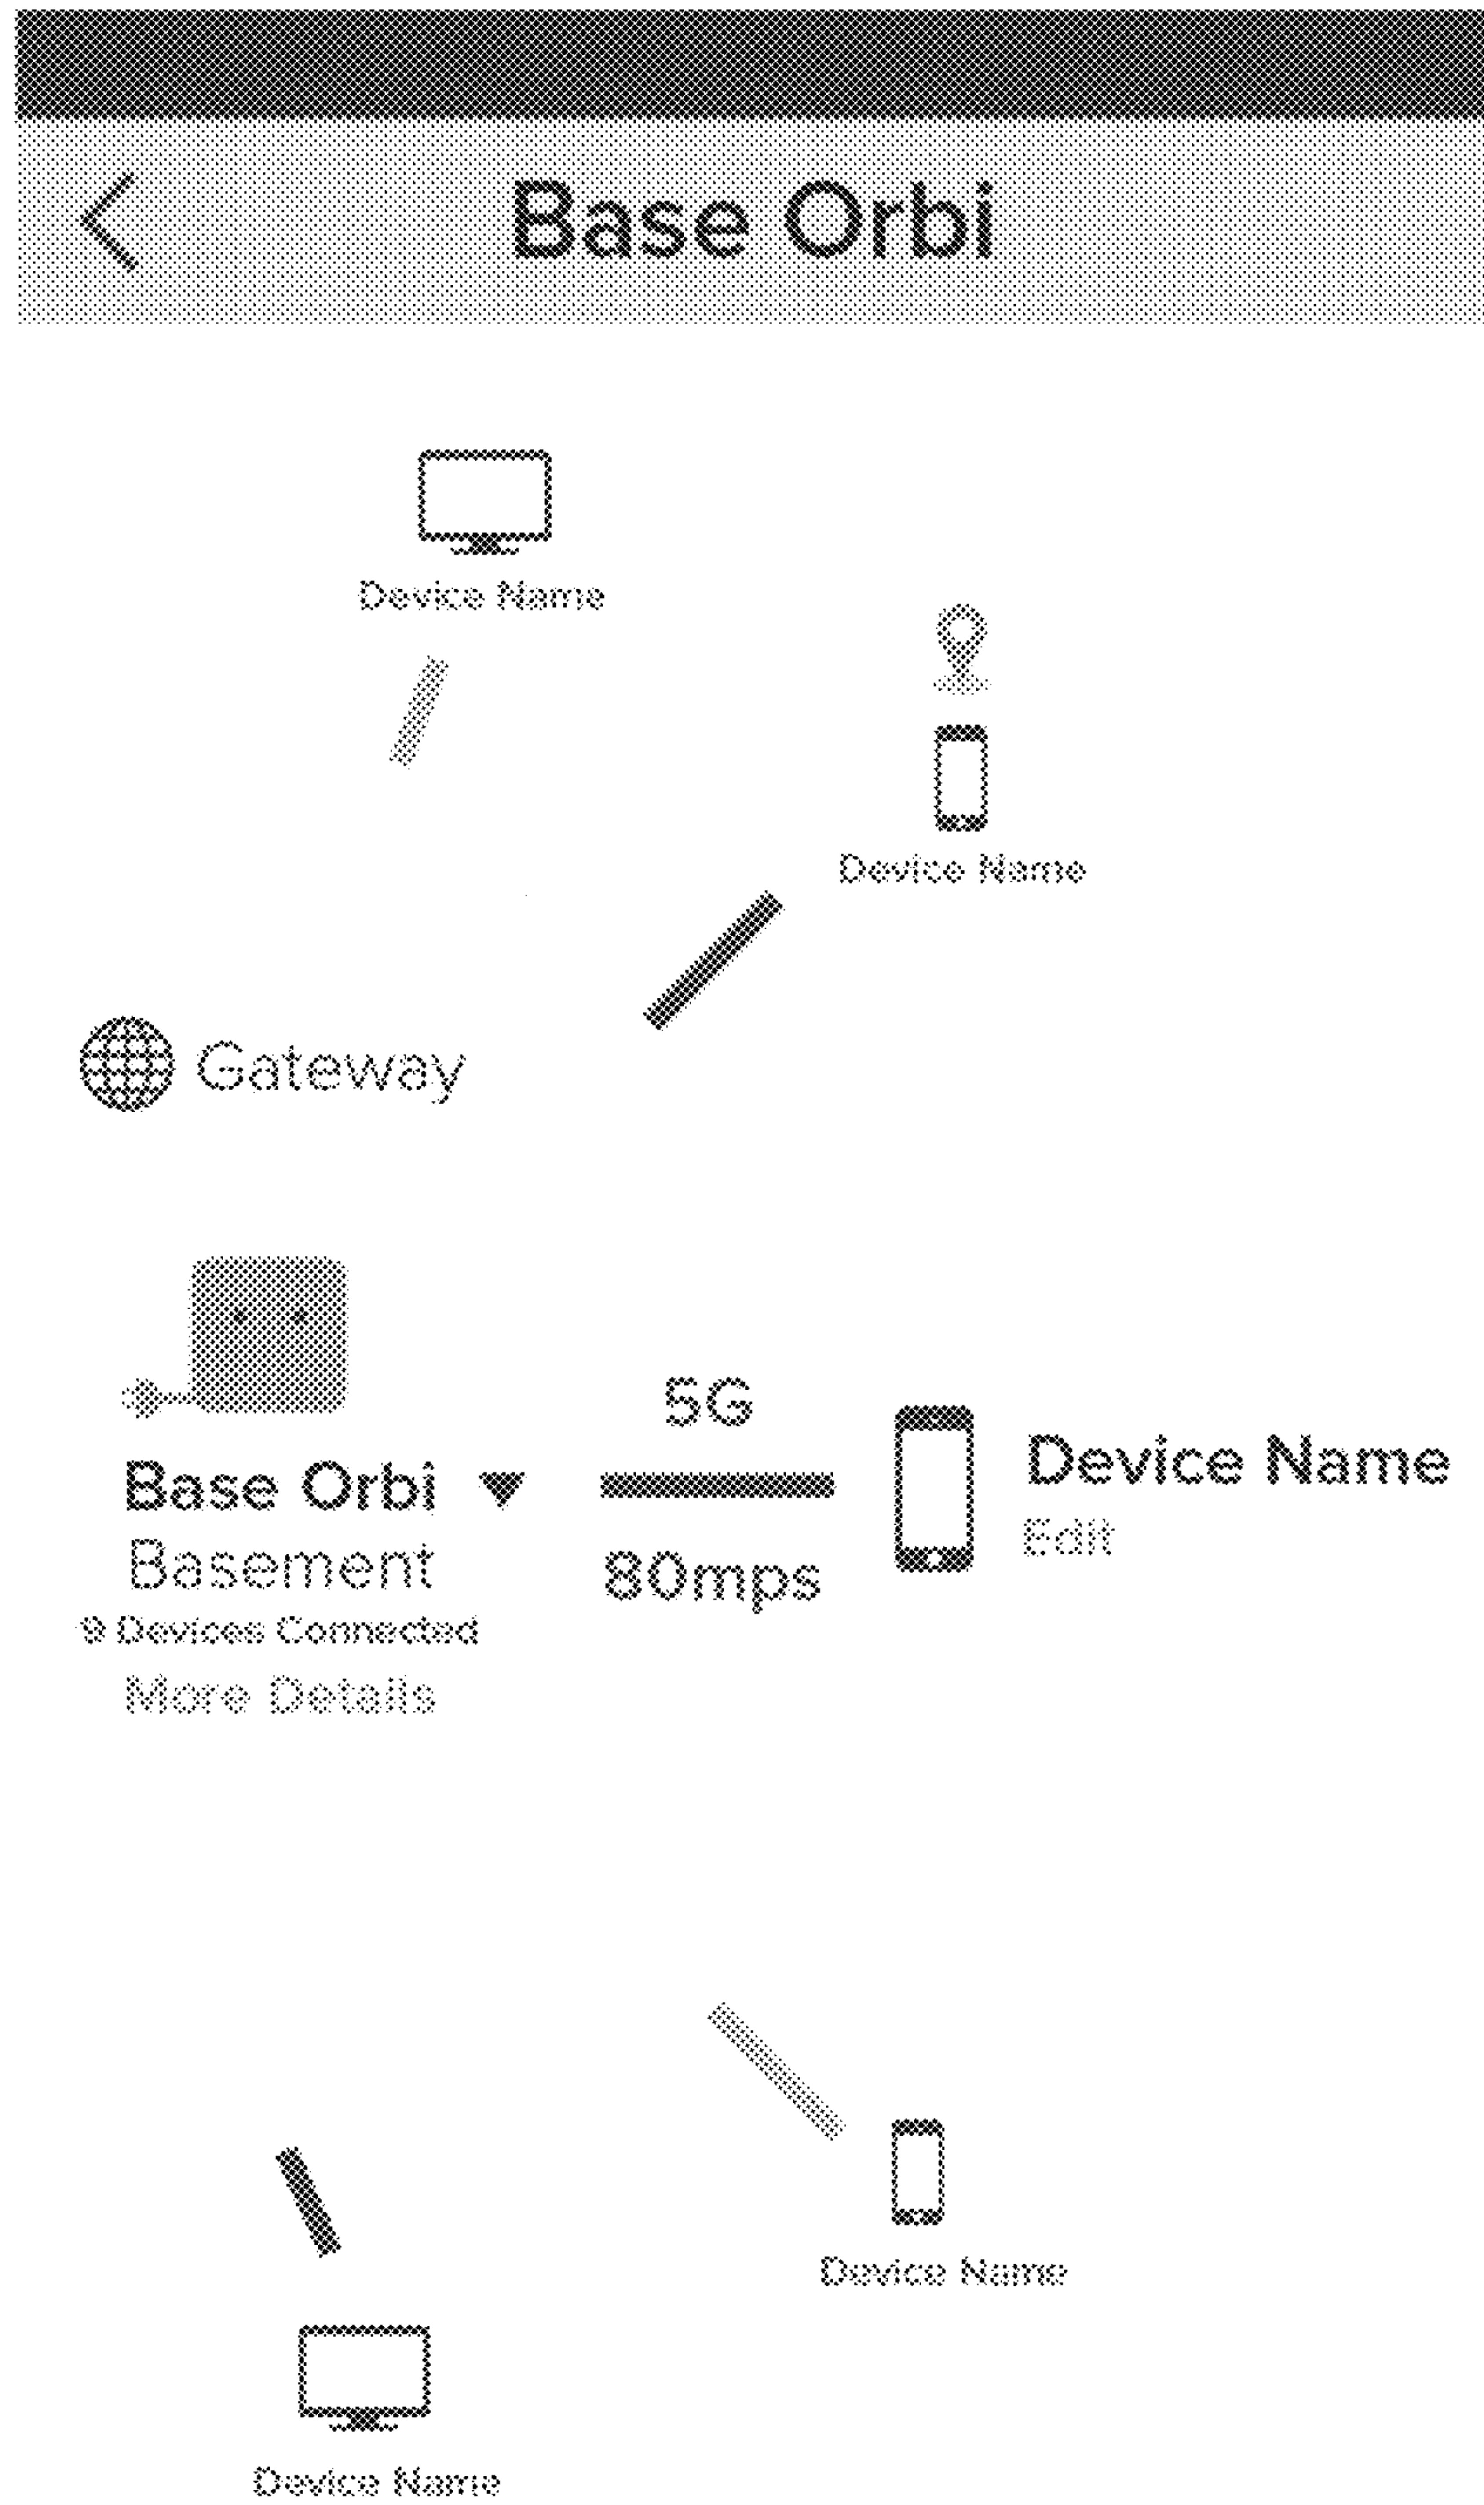 Base Orbi
Device Name
Device Name
Gateway
5G
Base Orbi
Device Name
Edit
Basement
80mps
9 Devices Connected
More Details
Device Name
Device Name